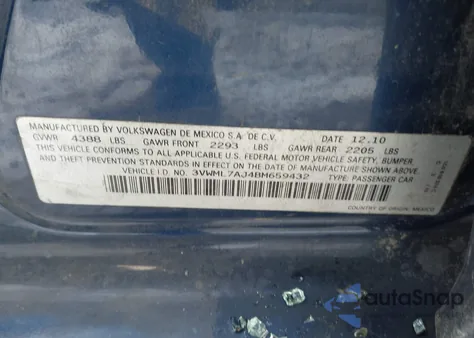 MANUFACTURED BY VOLKSWAGEN DE MEXICO S.A. DE C.V. DATE 12.10
GVWR 4388 LBS GAWR FRONT 2293 LBS GAWR REAR 2205 LBS
THIS VEHICLE CONFORMS TO ALL APPLICABLE U.S. FEDERAL MOTOR VEHICLE SAFETY, BUMPER
AND THEFT PREVENTION STANDARDS IN EFFECT ON THE DATE OF MANUFACTURE SHOWN ABOVE.
VEHICLE I.D. NO. 3VWML7AJ4BM659432 TYPE: PASSENGER CAR
COUNTRY OF ORIGIN: MEXICO
autoSnap